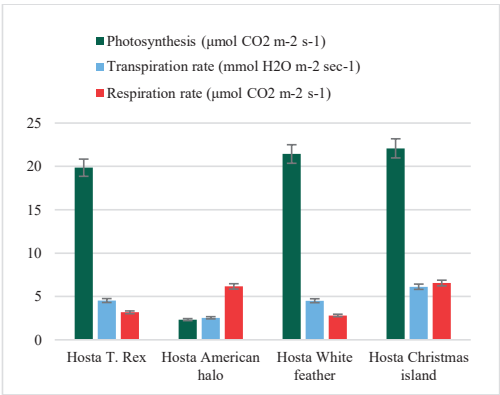 Photosynthesis (μmol CO2 m-2 s-1)
Transpiration rate (mmol H2O m-2 sec-1)
Respiration rate (μmol CO2 m-2 s-1)
25
20
15
10
5
0
Hosta T. Rex
Hosta American
halo
Hosta White
feather
Hosta Christmas
island